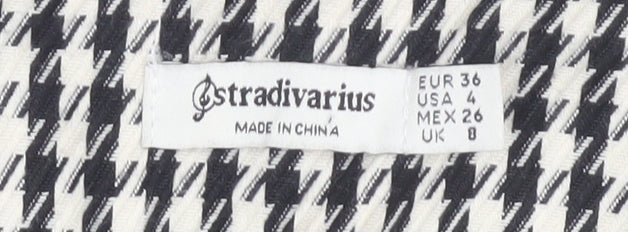 stradivarius
MADE IN CHINA
EUR 36
USA 4
MEX 26
UK 8